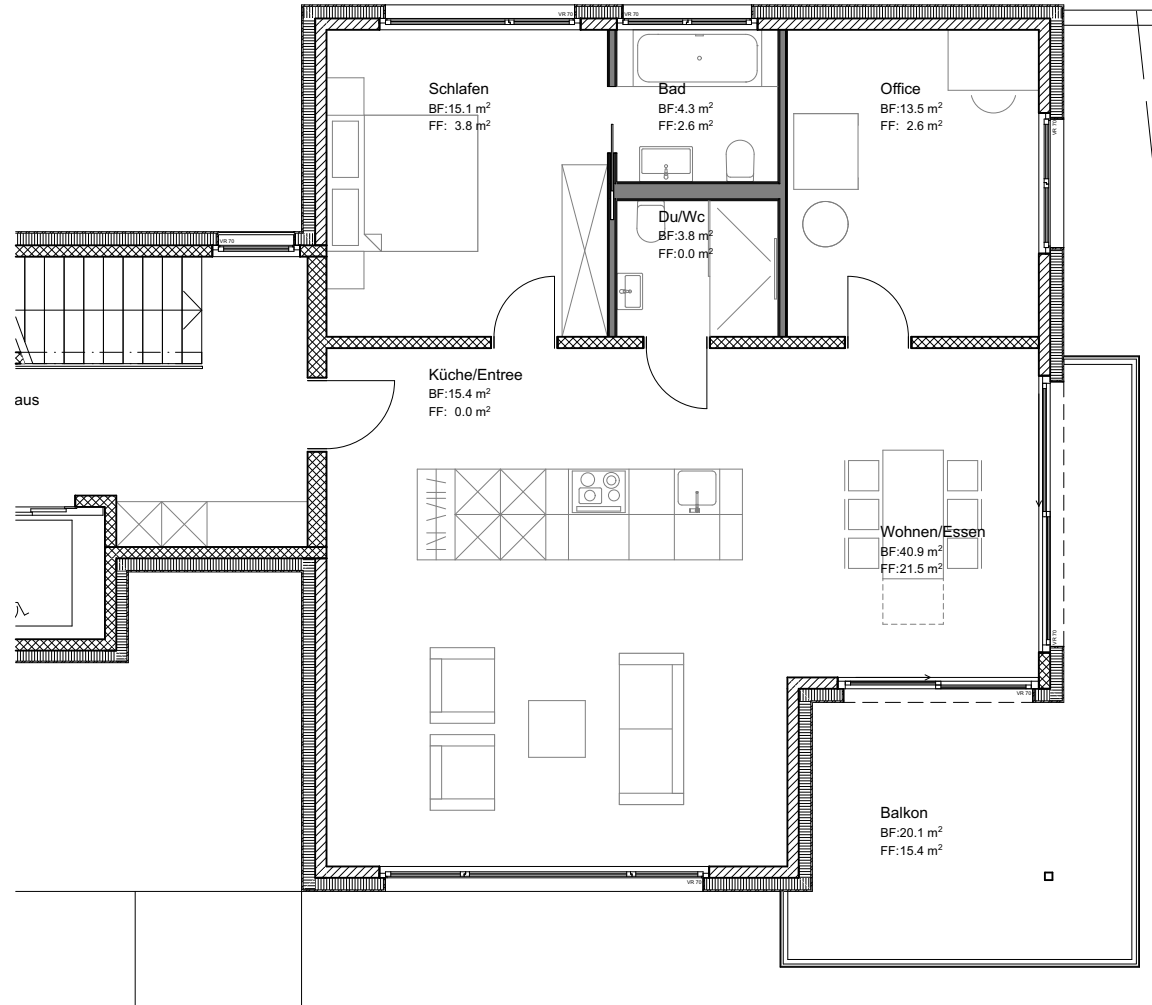 VR 70
VR 70
Schlafen
BF:15.1 m²
FF: 3.8 m²
Bad
BF:4.3 m²
FF:2.6 m²
Office
BF:13.5 m²
FF: 2.6 m²
VR 70
VR 70
Du/Wc
BF:3.8 m²
FF:0.0 m²
Küche/Entree
BF:15.4 m²
FF: 0.0 m²
aus
Wohnen/Essen
BF:40.9 m²
FF:21.5 m²
VR 70
VR 70
Balkon
BF:20.1 m²
FF:15.4 m²
VR 70